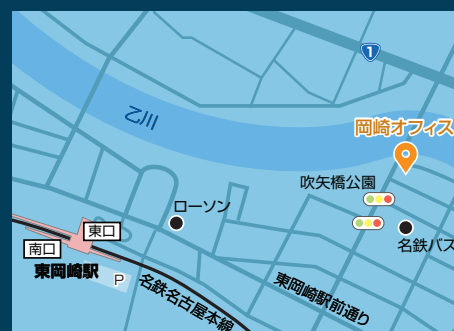 1
乙川
岡崎オフィス
吹矢橋公園
ローソン
東口
南口
名鉄バス
東岡崎駅
P
名鉄名古屋本線
東岡崎駅前通り